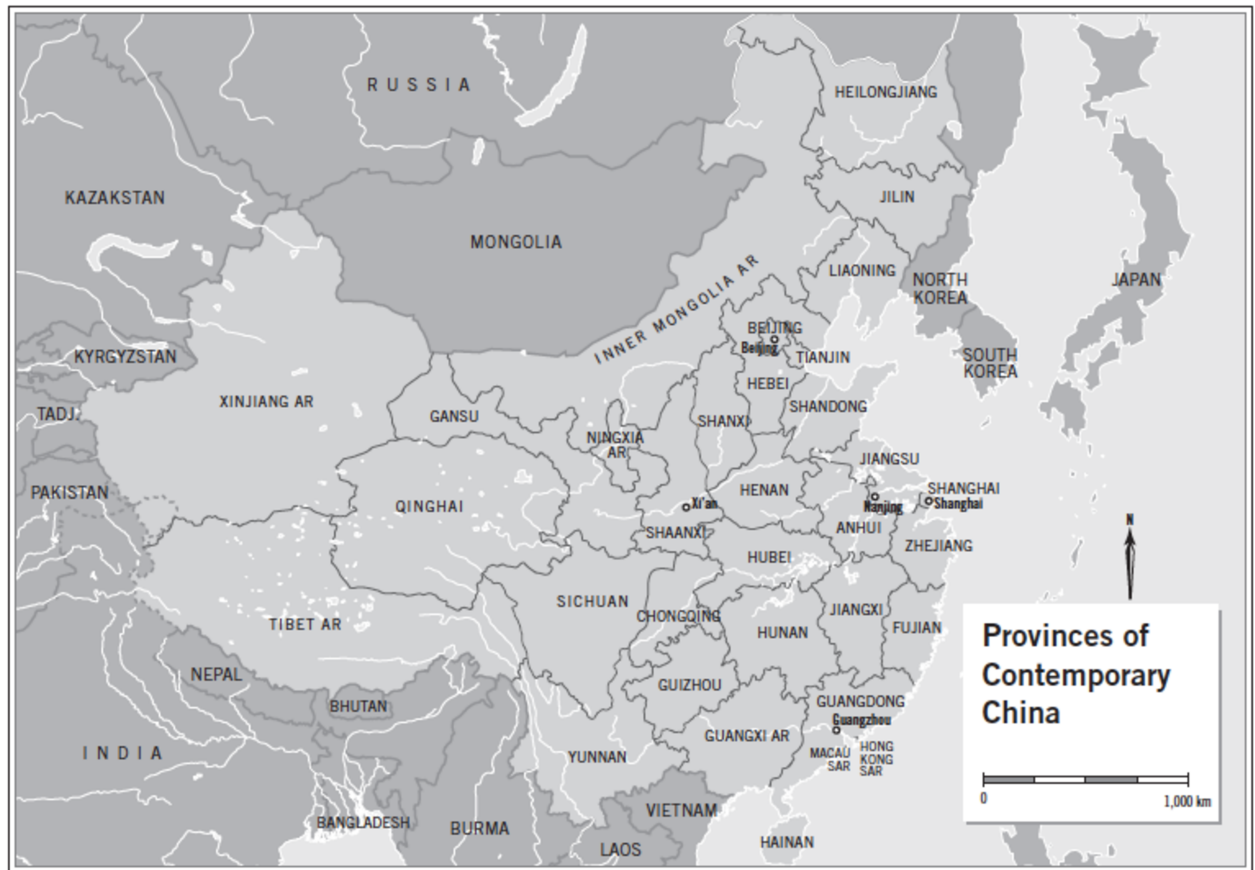 RUSSIA
HEILONGJIANG
KAZAKSTAN
JILIN
MONGOLIA
LIAONING
NORTH
KOREA
JAPAN
INNER MONGOLIA AR
BEIJING
Beijing
TIANJIN
KYRGYZSTAN
SOUTH
KOREA
HEBEI
XINJIANG AR
TADJ.
GANSU
SHANDONG
SHANXI
NINGXIA
AR
JIANGSU
PAKISTAN
QINGHAI
HENAN
SHANGHAI
Xi'an
Nanjing
Shanghai
SHAANXI
ANHUI
ZHEJIANG
N
HUBEI
SICHUAN
CHONGQING
JIANGXI
TIBET AR
HUNAN
FUJIAN
Provinces of
Contemporary
China
NEPAL
GUIZHOU
BHUTAN
GUANGDONG
Guangzhou
GUANGXI AR
INDIA
YUNNAN
MACAU
SAR
HONG
KONG
SAR
0
1,000 km
VIETNAM
BANGLADESH
BURMA
LAOS
HAINAN